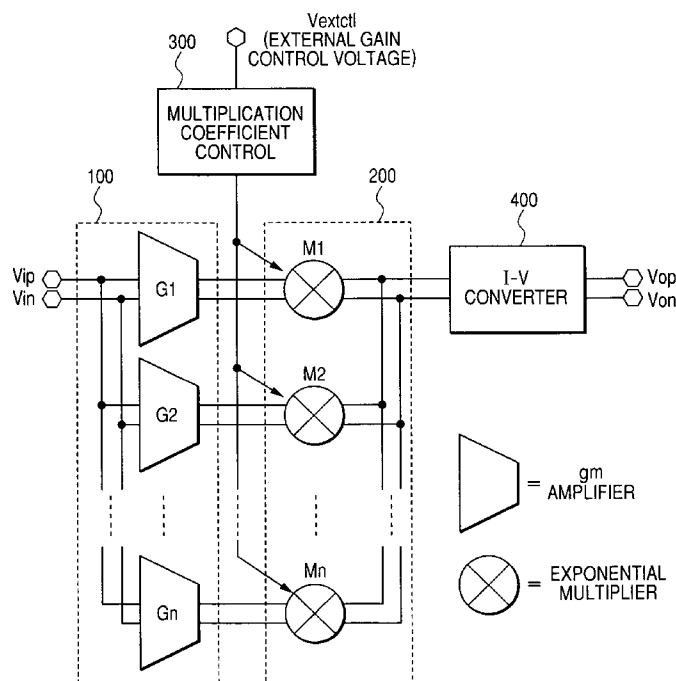 Vextctl
(EXTERNAL GAIN
CONTROL VOLTAGE)
300
MULTIPLICATION
COEFFICIENT
CONTROL
100
200
400
Vip
Vin
G1
M1
I-V
CONVERTER
Vop
Von
G2
M2
= gm
AMPLIFIER
Gn
Mn
= EXPONENTIAL
MULTIPLIER